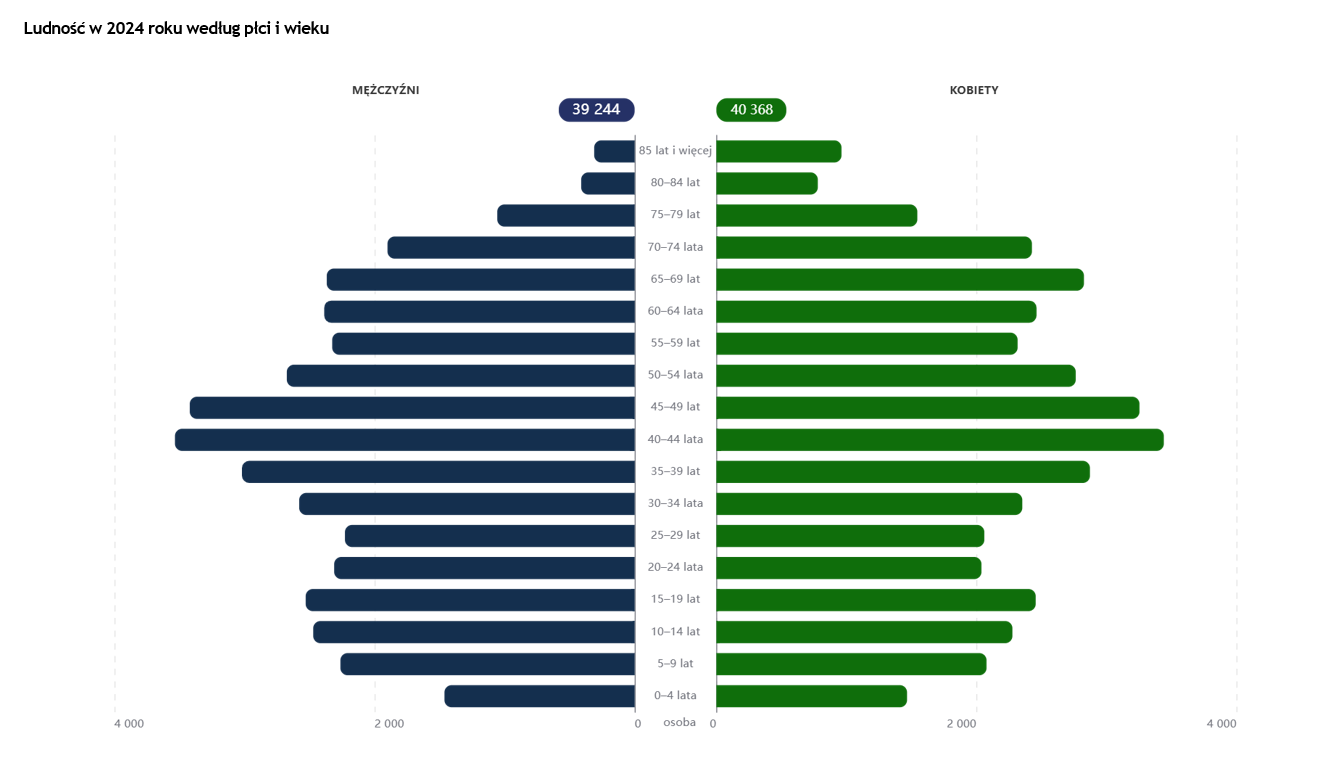 Ludność w 2024 roku według płci i wieku
MĘŻCZYŹNI
KOBIETY
39 244
40 368
85 lat i więcej
80–84 lat
75–79 lat
70–74 lata
65–69 lat
60–64 lata
55–59 lat
50–54 lata
45–49 lat
40–44 lata
35–39 lat
30–34 lata
25–29 lat
20–24 lata
15–19 lat
10–14 lat
5–9 lat
0–4 lata
4 000 2 000 0 osoba 0 2 000 4 000